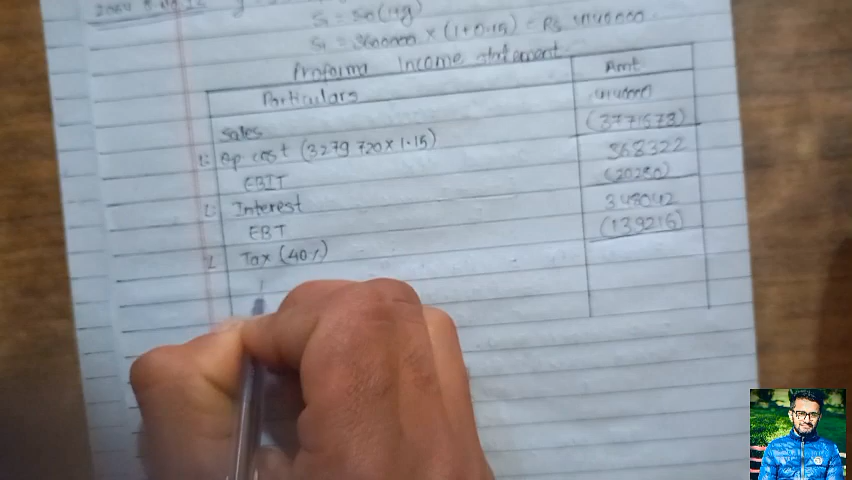 S₁ = S₀(1+g)
S₁ = 3600000 × (1+0.15) = Rs 4140000
Proforma Income statement
Particulars Amt
Sales 4140000
L: Op cost (3279720×1.15) (3771678)
EBIT 368322
L: Interest (20280)
EBT 348042
L Tax (40%) (139216)